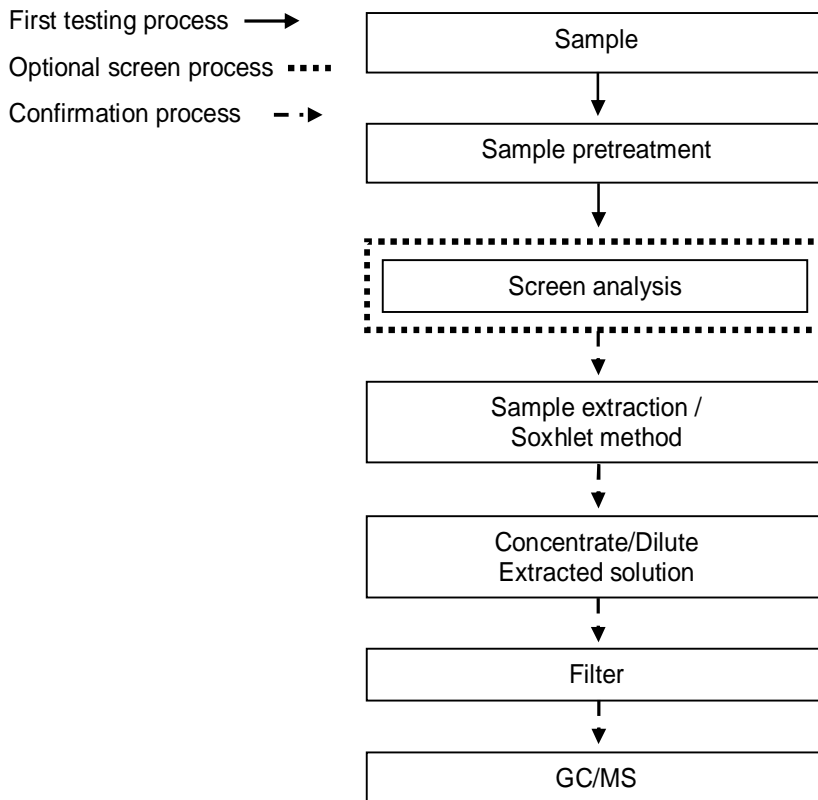 First testing process
Optional screen process
Confirmation process
Sample
Sample pretreatment
Screen analysis
Sample extraction /
Soxhlet method
Concentrate/Dilute
Extracted solution
Filter
GC/MS